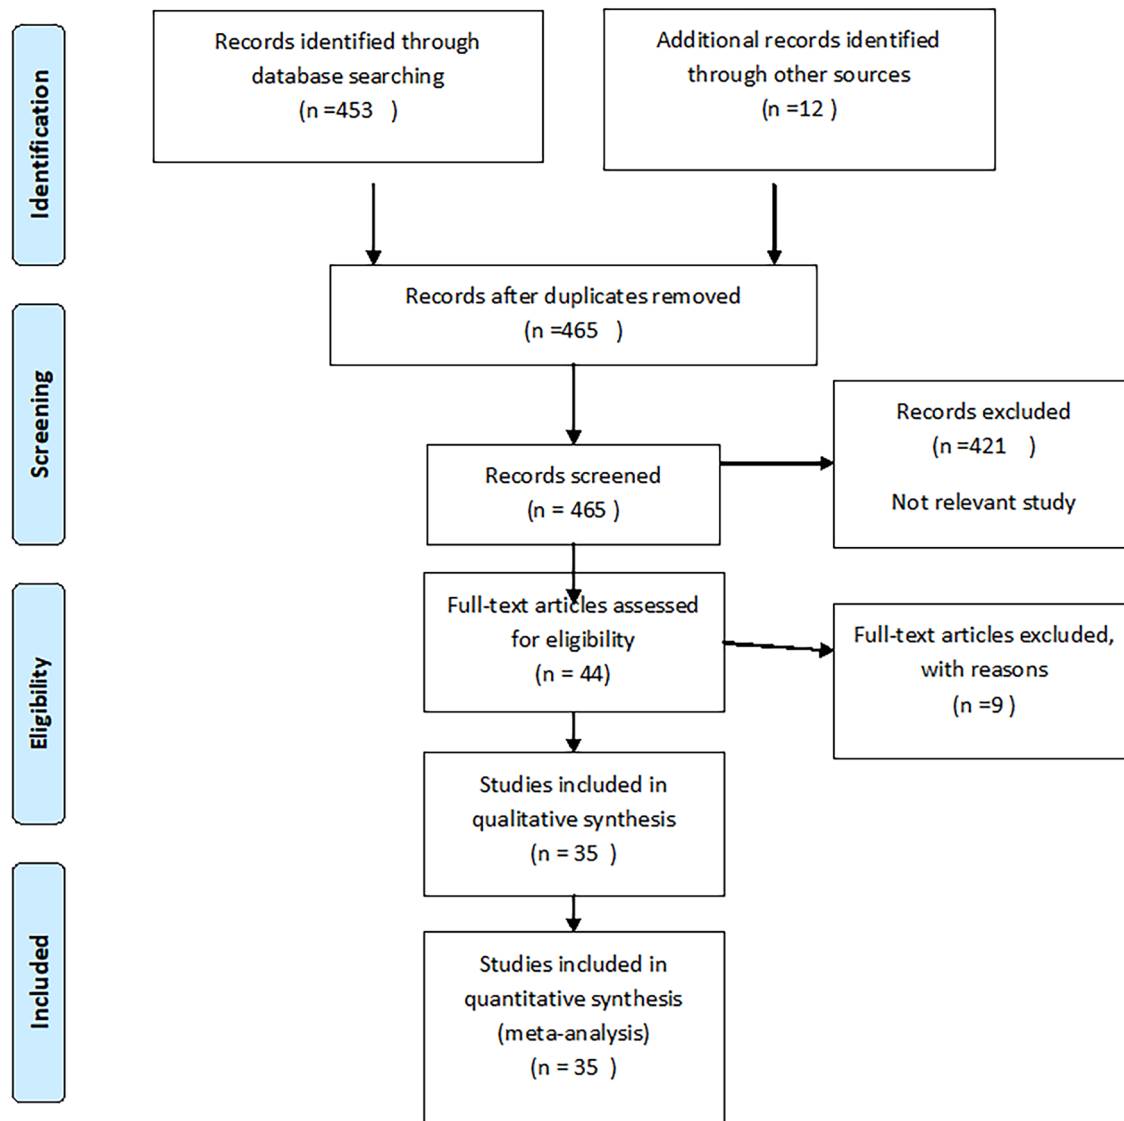 Identification
Records identified through
database searching
(n =453   )
Additional records identified
through other sources
(n =12 )
Records after duplicates removed
(n =465   )
Screening
Records screened
(n = 465 )
Records excluded
(n =421    )
Not relevant study
Eligibility
Full-text articles assessed
for eligibility
(n = 44)
Full-text articles excluded,
with reasons
(n =9 )
Studies included in
qualitative synthesis
(n = 35  )
Included
Studies included in
quantitative synthesis
(meta-analysis)
(n = 35  )